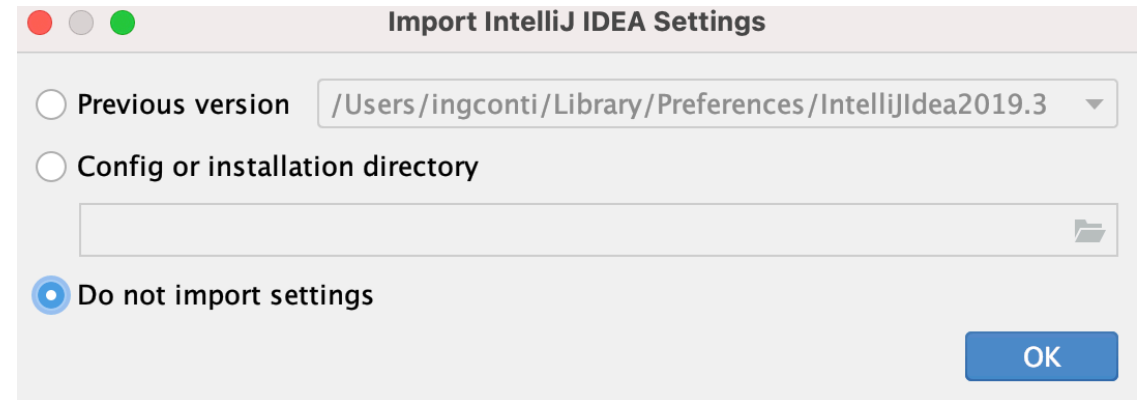 Import IntelliJ IDEA Settings
Previous version /Users/ingconti/Library/Preferences/IntelliJIdea2019.3
Config or installation directory
Do not import settings
OK